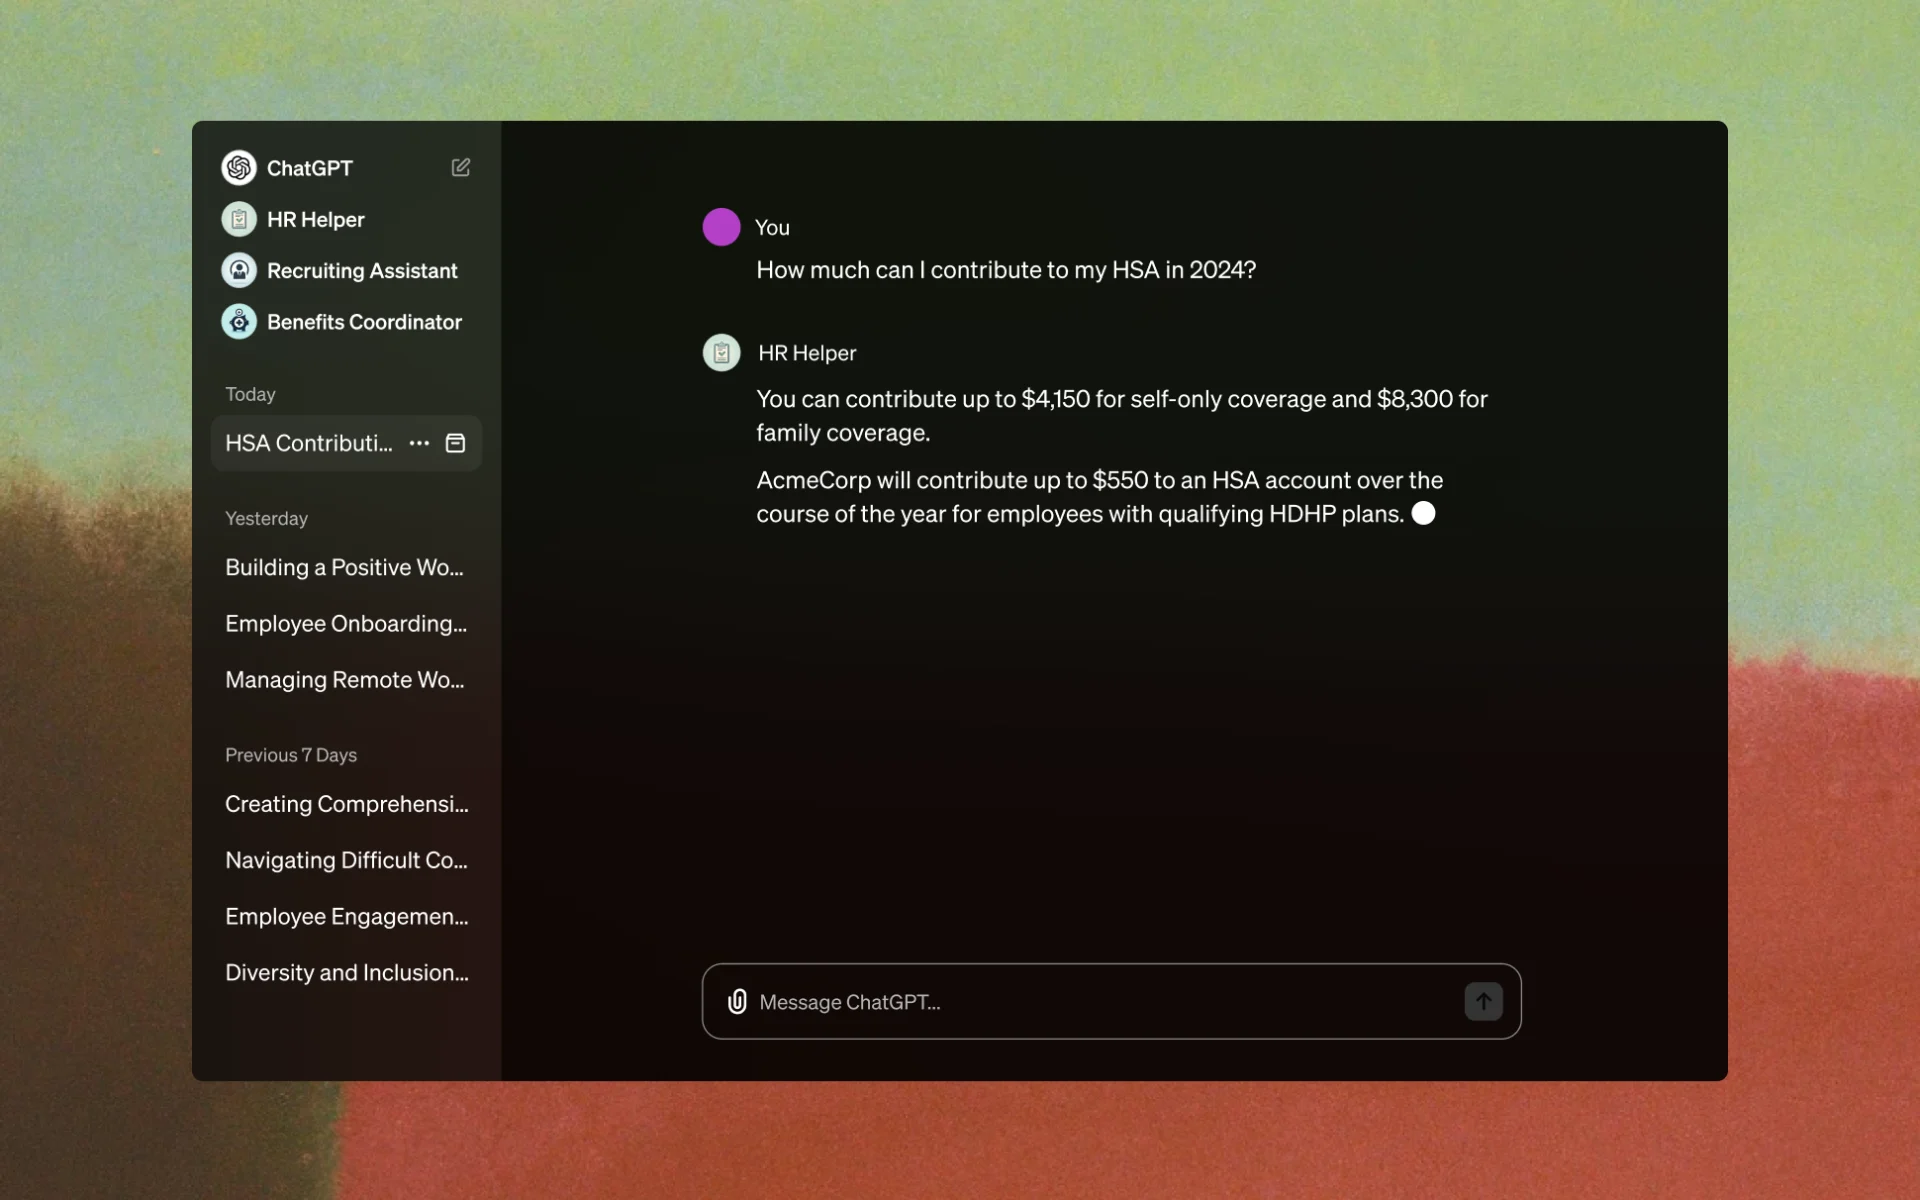 ChatGPT
HR Helper
Recruiting Assistant
Benefits Coordinator
Today
HSA Contributi...
Yesterday
Building a Positive Wo...
Employee Onboarding...
Managing Remote Wo...
Previous 7 Days
Creating Comprehensi...
Navigating Difficult Co...
Employee Engagemen...
Diversity and Inclusion...
You
How much can I contribute to my HSA in 2024?
HR Helper
You can contribute up to $4,150 for self-only coverage and $8,300 for
family coverage.
AcmeCorp will contribute up to $550 to an HSA account over the
course of the year for employees with qualifying HDHP plans.
Message ChatGPT...